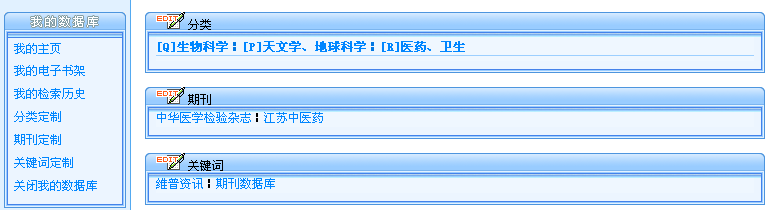 我的数据库
我的主页
我的电子书架
我的检索历史
分类定制
期刊定制
关键词定制
关闭我的数据库
EDIT 分类
[Q]生物科学┇[P]天文学、地球科学┇[R]医药、卫生
EDIT 期刊
中华医学检验杂志┇江苏中医药
EDIT 关键词
维普资讯┇期刊数据库